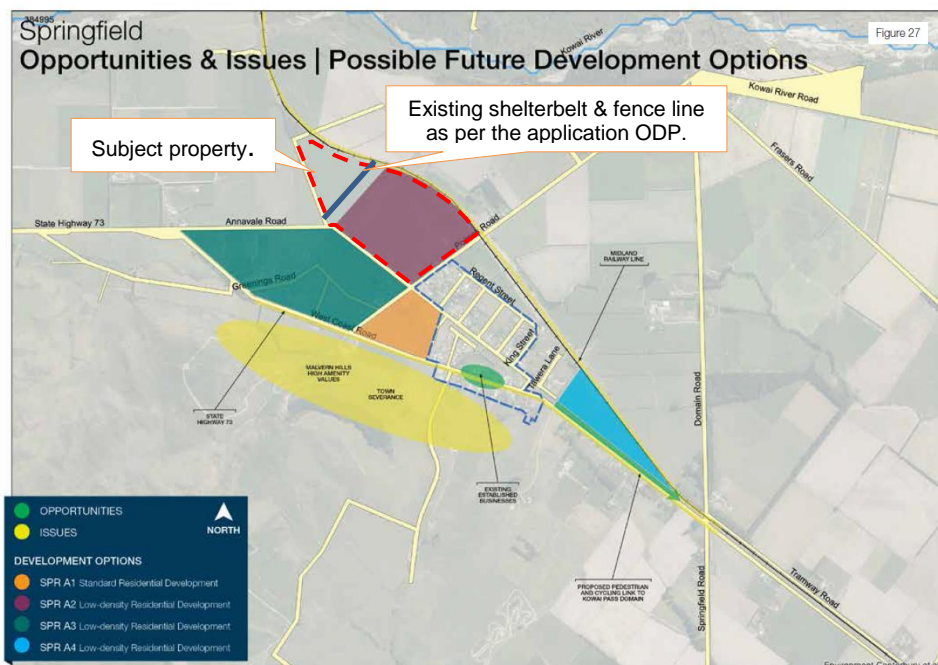 384995
Springfield
Opportunities & Issues | Possible Future Development Options
Figure 27
Kowai River
Kowai River Road
Existing shelterbelt & fence line
as per the application ODP.
Subject property.
Frasers Road
State Highway 73
Annavale Road
Road
MIDLAND
RAILWAY LINE
Regent Street
Greenings Road
West Coast Road
King Street
Tawera Lane
MALVERN HILLS
HIGH AMENITY
VALUES
TOWN
SEVERANCE
Domain Road
STATE
HIGHWAY 73
EXISTING
ESTABLISHED
BUSINESSES
OPPORTUNITIES
ISSUES
NORTH
DEVELOPMENT OPTIONS
SPR A1 Standard Residential Development
SPR A2 Low-density Residential Development
SPR A3 Low-density Residential Development
SPR A4 Low-density Residential Development
PROPOSED PEDESTRIAN
AND CYCLING LINK TO
KOWAI PASS DOMAIN
Springfield Road
Tramway Road
Environment Canterbury